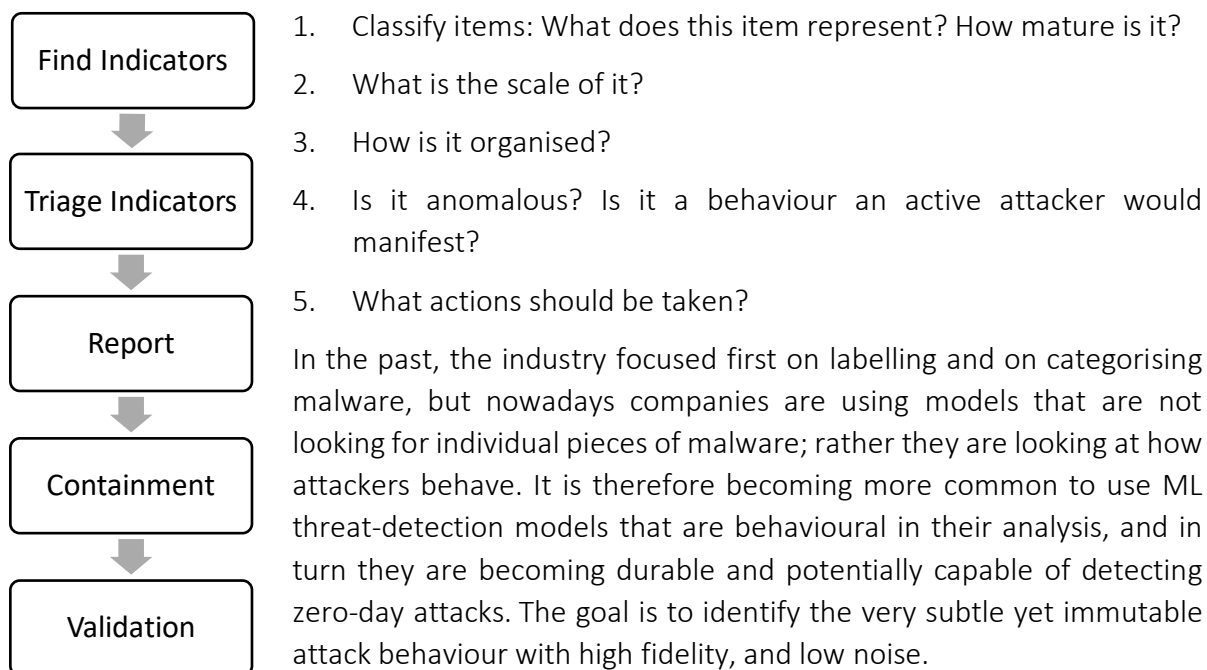 Find Indicators
Triage Indicators
Report
Containment
Validation
1. Classify items: What does this item represent? How mature is it?
2. What is the scale of it?
3. How is it organised?
4. Is it anomalous? Is it a behaviour an active attacker would
manifest?
5. What actions should be taken?
In the past, the industry focused first on labelling and on categorising
malware, but nowadays companies are using models that are not
looking for individual pieces of malware; rather they are looking at how
attackers behave. It is therefore becoming more common to use ML
threat-detection models that are behavioural in their analysis, and in
turn they are becoming durable and potentially capable of detecting
zero-day attacks. The goal is to identify the very subtle yet immutable
attack behaviour with high fidelity, and low noise.